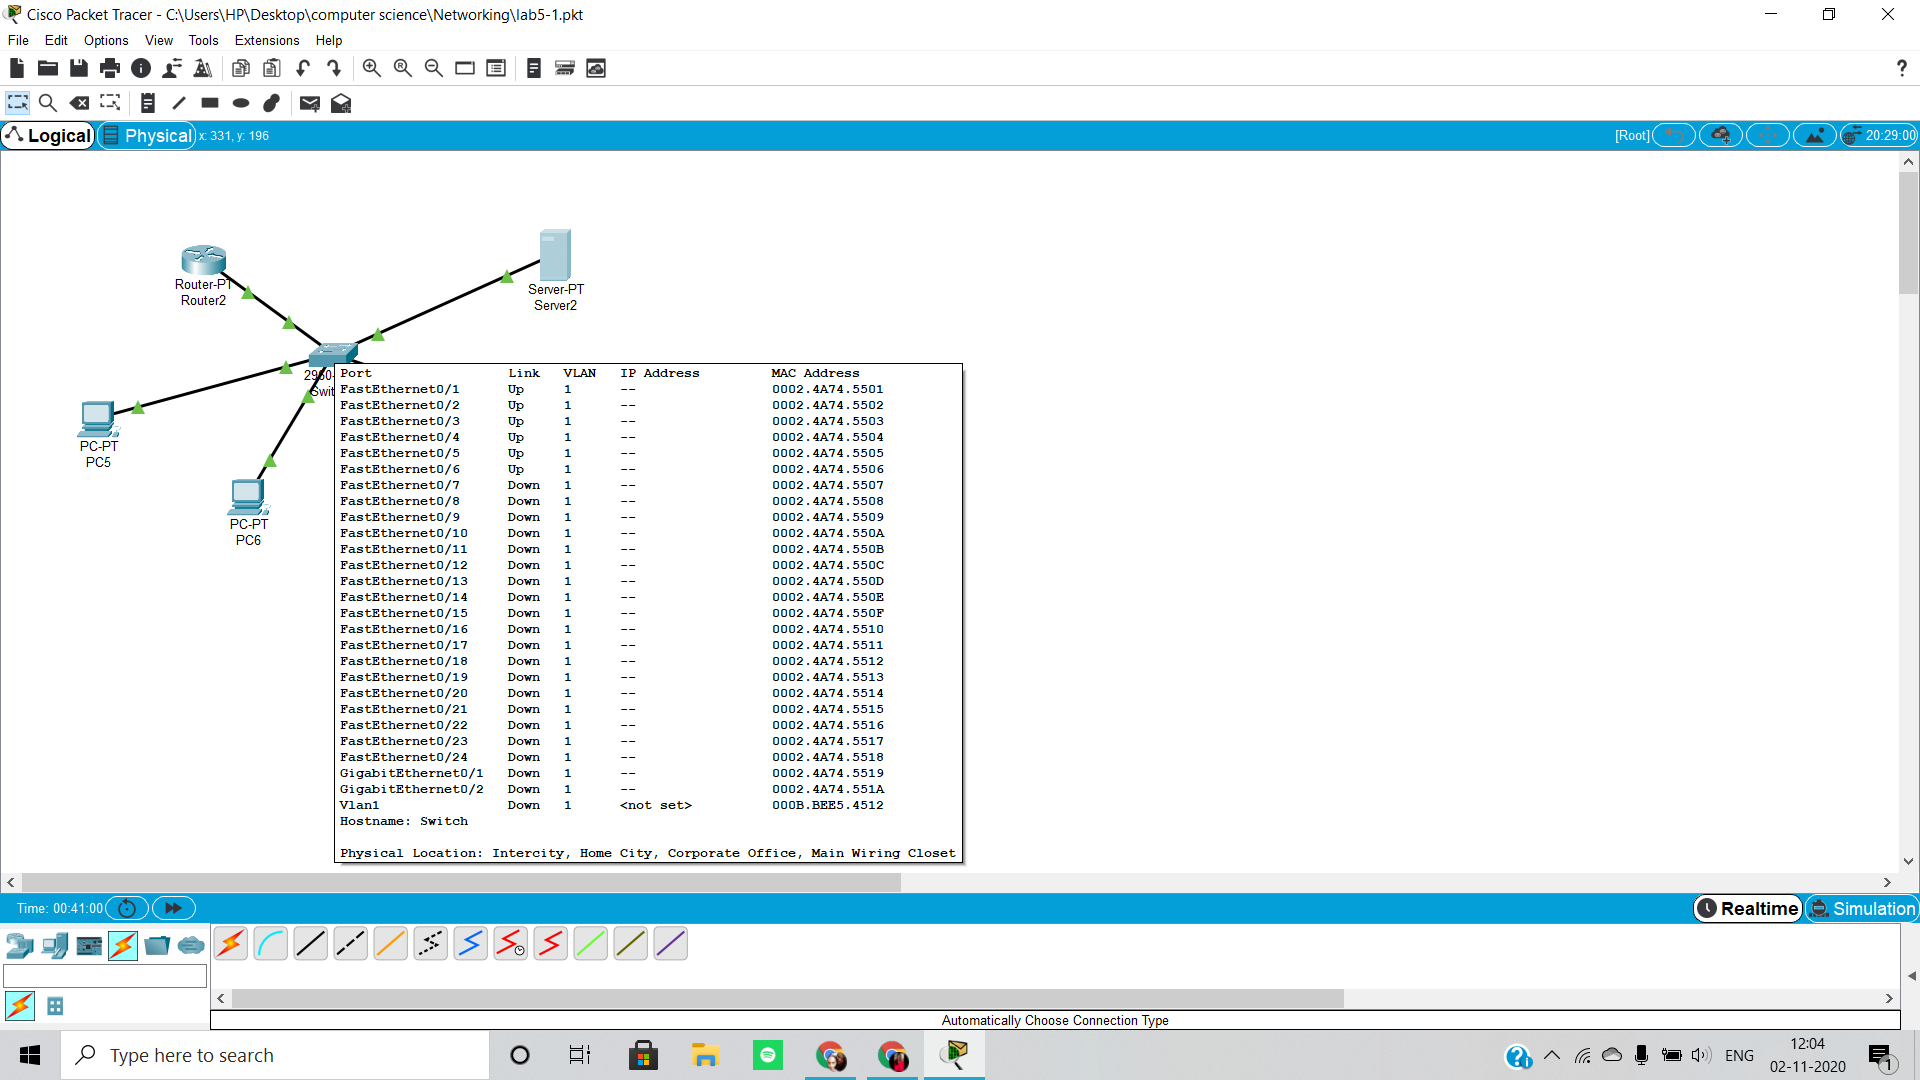 Cisco Packet Tracer - C:\Users\HP\Desktop\computer science\Networking\lab5-1.pkt
File Edit Options View Tools Extensions Help
?
Logical Physical x: 331, y: 196 [Root] 20:29:00
Router-PT
Router2
Server-PT
Server2
PC-PT
PC5
PC-PT
PC6
2960-
Swit
Port Link VLAN IP Address MAC Address
FastEthernet0/1 Up 1 -- 0002.4A74.5501
FastEthernet0/2 Up 1 -- 0002.4A74.5502
FastEthernet0/3 Up 1 -- 0002.4A74.5503
FastEthernet0/4 Up 1 -- 0002.4A74.5504
FastEthernet0/5 Up 1 -- 0002.4A74.5505
FastEthernet0/6 Up 1 -- 0002.4A74.5506
FastEthernet0/7 Down 1 -- 0002.4A74.5507
FastEthernet0/8 Down 1 -- 0002.4A74.5508
FastEthernet0/9 Down 1 -- 0002.4A74.5509
FastEthernet0/10 Down 1 -- 0002.4A74.550A
FastEthernet0/11 Down 1 -- 0002.4A74.550B
FastEthernet0/12 Down 1 -- 0002.4A74.550C
FastEthernet0/13 Down 1 -- 0002.4A74.550D
FastEthernet0/14 Down 1 -- 0002.4A74.550E
FastEthernet0/15 Down 1 -- 0002.4A74.550F
FastEthernet0/16 Down 1 -- 0002.4A74.5510
FastEthernet0/17 Down 1 -- 0002.4A74.5511
FastEthernet0/18 Down 1 -- 0002.4A74.5512
FastEthernet0/19 Down 1 -- 0002.4A74.5513
FastEthernet0/20 Down 1 -- 0002.4A74.5514
FastEthernet0/21 Down 1 -- 0002.4A74.5515
FastEthernet0/22 Down 1 -- 0002.4A74.5516
FastEthernet0/23 Down 1 -- 0002.4A74.5517
FastEthernet0/24 Down 1 -- 0002.4A74.5518
GigabitEthernet0/1 Down 1 -- 0002.4A74.5519
GigabitEthernet0/2 Down 1 -- 0002.4A74.551A
Vlan1 Down 1 <not set> 000B.BEE5.4512
Hostname: Switch
Physical Location: Intercity, Home City, Corporate Office, Main Wiring Closet
Time: 00:41:00 Realtime Simulation
Automatically Choose Connection Type
Type here to search ENG 12:04
02-11-2020
1